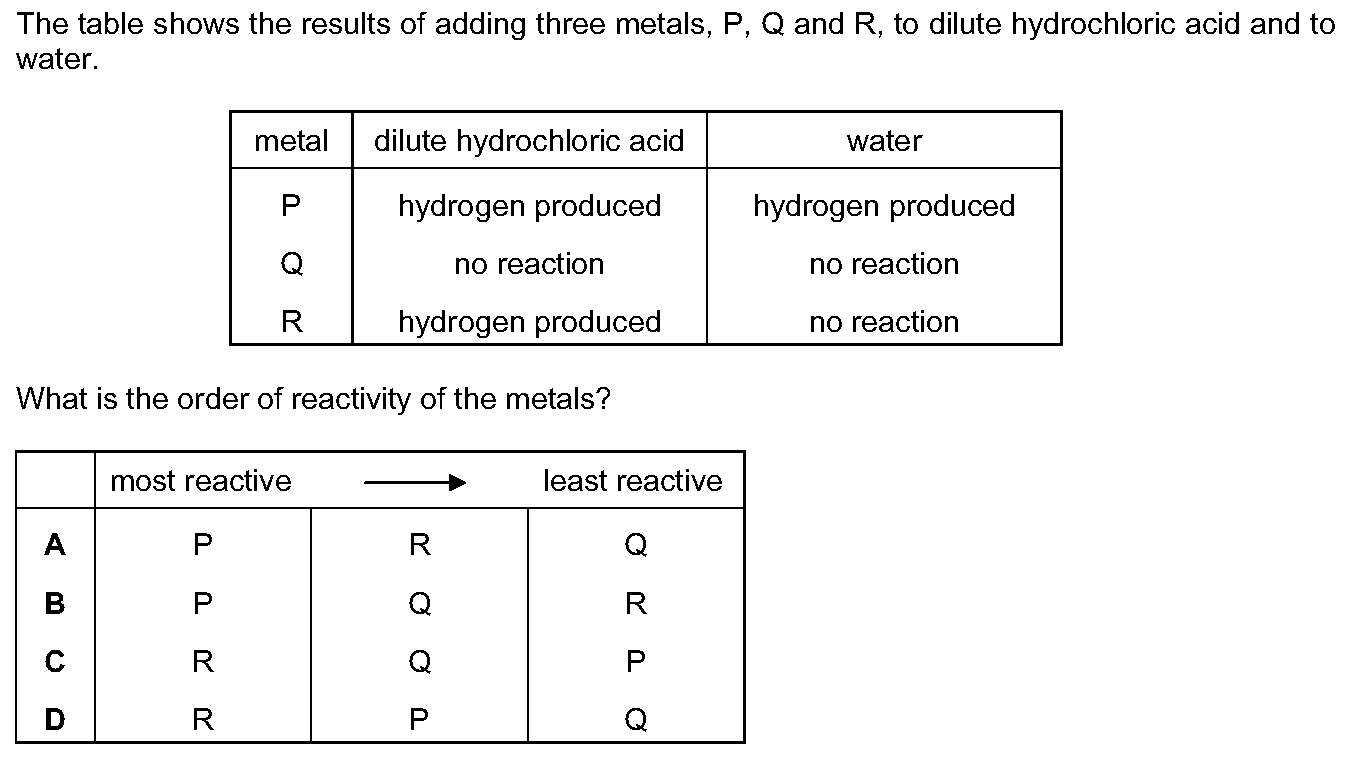 The table shows the results of adding three metals, P, Q and R, to dilute hydrochloric acid and to
water.
metal dilute hydrochloric acid water
P hydrogen produced hydrogen produced
Q no reaction no reaction
R hydrogen produced no reaction
What is the order of reactivity of the metals?
most reactive least reactive
A P R Q
B P Q R
C R Q P
D R P Q